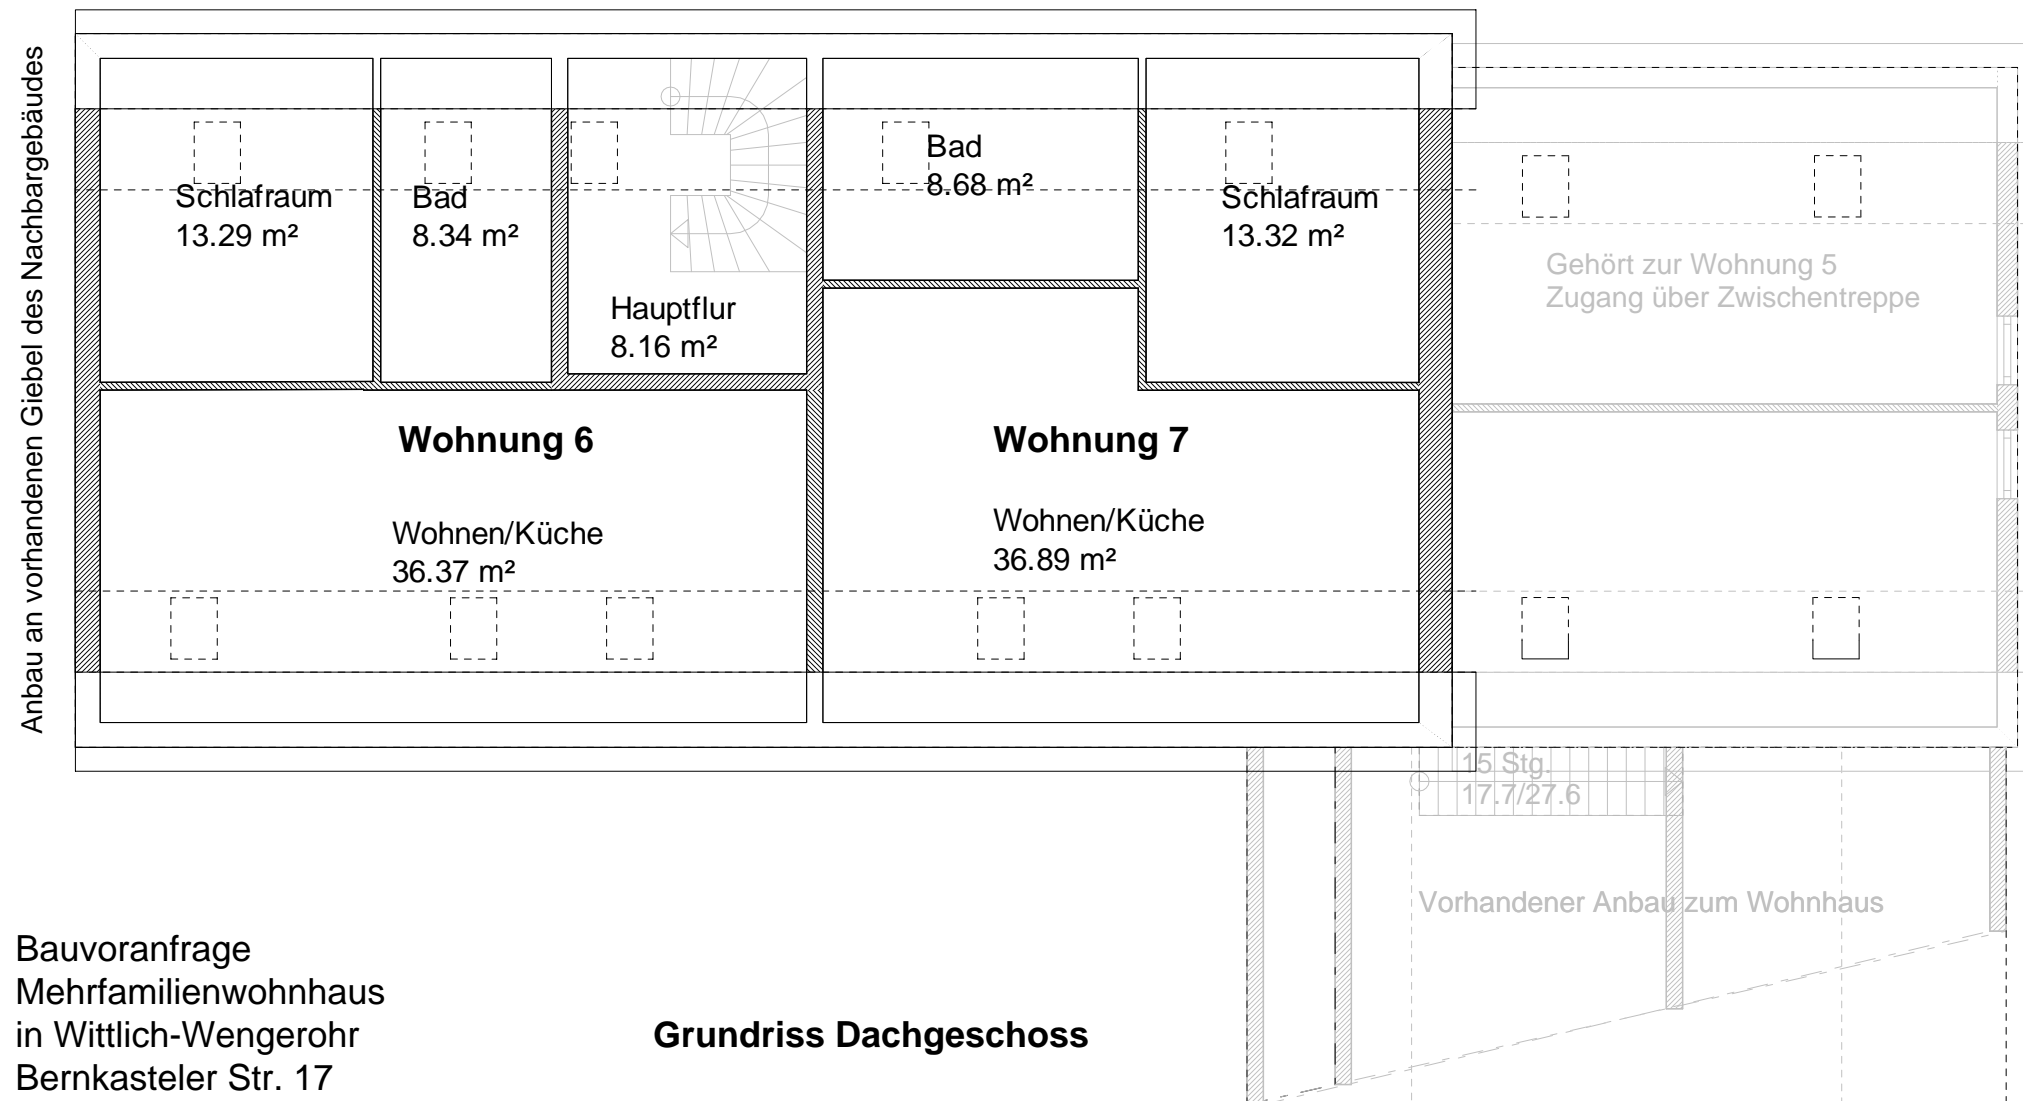 Anbau an vorhandenen Giebel des Nachbargebäudes
Schlafraum
13.29 m²
Bad
8.34 m²
Hauptflur
8.16 m²
Bad
8.68 m²
Schlafraum
13.32 m²
Gehört zur Wohnung 5
Zugang über Zwischentreppe
Wohnung 6
Wohnen/Küche
36.37 m²
Wohnung 7
Wohnen/Küche
36.89 m²
15 Stg.
17.7/27.6
Vorhandener Anbau zum Wohnhaus
Bauvoranfrage
Mehrfamilienwohnhaus
in Wittlich-Wengerohr
Bernkasteler Str. 17
Grundriss Dachgeschoss